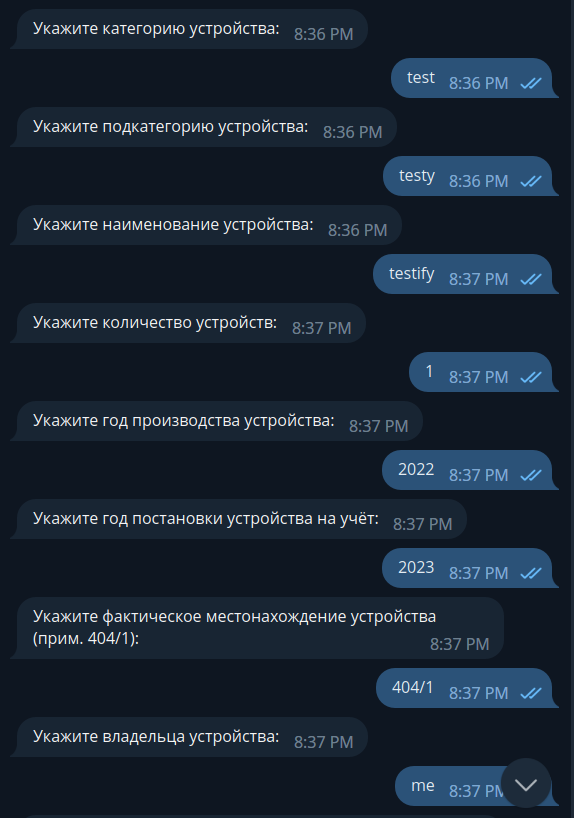 Укажите категорию устройства: 8:36 PM
test 8:36 PM
Укажите подкатегорию устройства: 8:36 PM
testy 8:36 PM
Укажите наименование устройства: 8:36 PM
testify 8:37 PM
Укажите количество устройств: 8:37 PM
1 8:37 PM
Укажите год производства устройства: 8:37 PM
2022 8:37 PM
Укажите год постановки устройства на учёт: 8:37 PM
2023 8:37 PM
Укажите фактическое местонахождение устройства
(прим. 404/1): 8:37 PM
404/1 8:37 PM
Укажите владельца устройства: 8:37 PM
me 8:37 PM